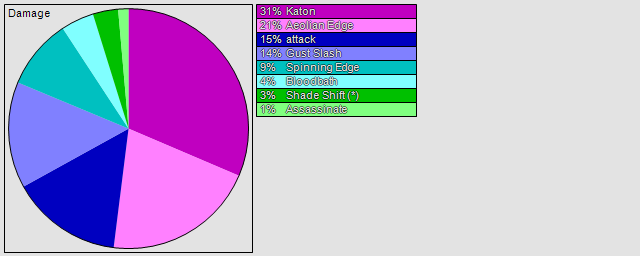 Damage
31% Katon
21% Aeolian Edge
15% attack
14% Gust Slash
9% Spinning Edge
4% Bloodbath
3% Shade Shift (*)
1% Assassinate